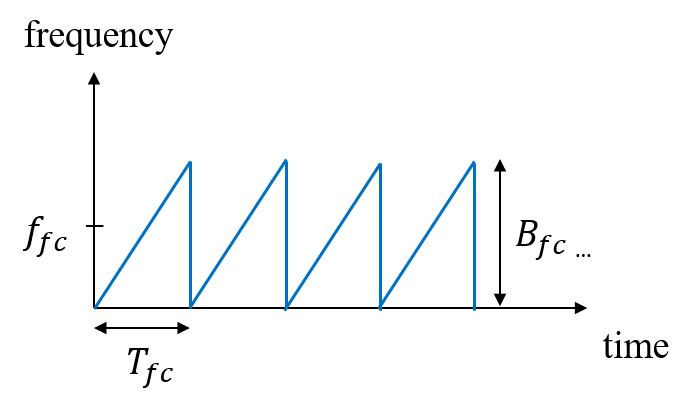 frequency
f_fc
B_fc ...
time
T_fc